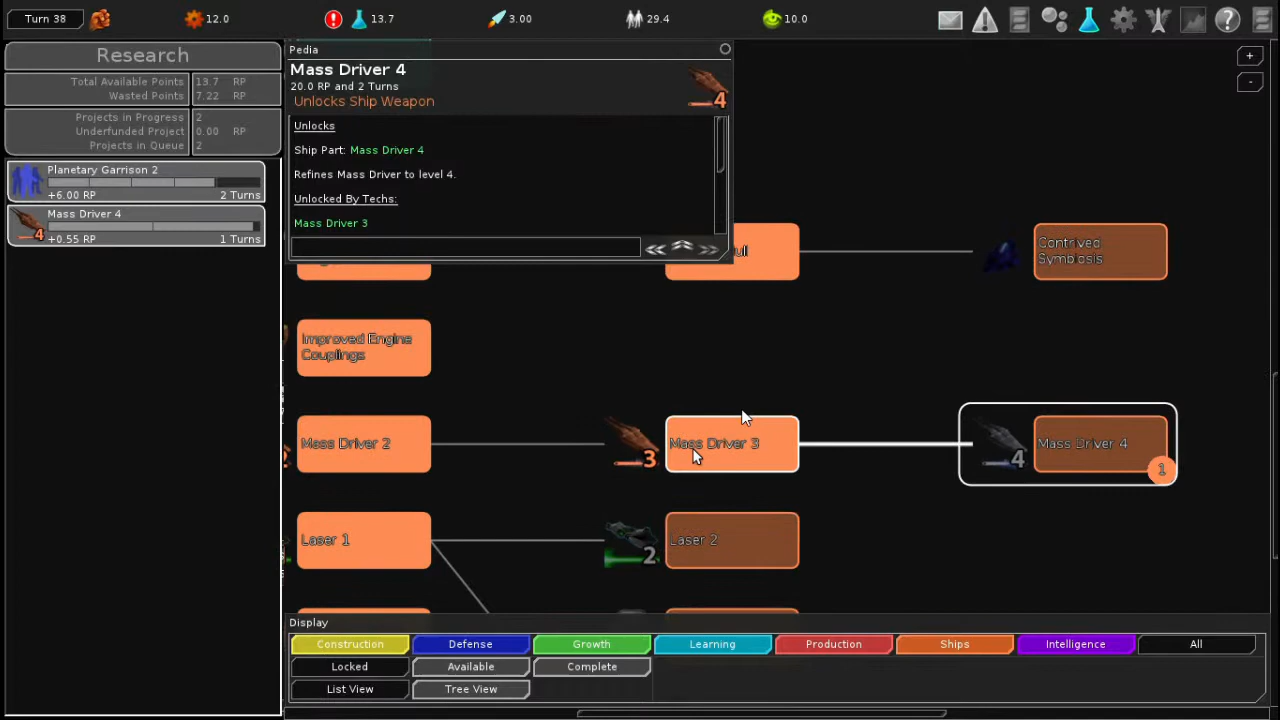 Turn 38
12.0
13.7
3.00
29.4
10.0
Research
Total Available Points 13.7 RP
Wasted Points 7.22 RP
Projects in Progress 2
Underfunded Project 0.00 RP
Projects in Queue 2
Planetary Garrison 2
+6.00 RP 2 Turns
Mass Driver 4
4
+0.55 RP 1 Turns
Pedia
Mass Driver 4
20.0 RP and 2 Turns
Unlocks Ship Weapon
4
Unlocks
Ship Part: Mass Driver 4
Refines Mass Driver to level 4.
Unlocked By Techs:
Mass Driver 3
+
-
Contrived
Symbiosis
Improved Engine
Couplings
Mass Driver 2
3
Mass Driver 3
4
Mass Driver 4
1
Laser 1
2
Laser 2
Display
Construction
Defense
Growth
Learning
Production
Ships
Intelligence
All
Locked
Available
Complete
List View
Tree View